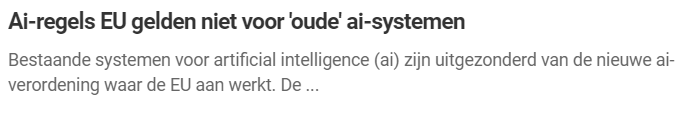 Ai-regels EU gelden niet voor 'oude' ai-systemen
Bestaande systemen voor artificial intelligence (ai) zijn uitgezonderd van de nieuwe ai-
verordening waar de EU aan werkt. De ...